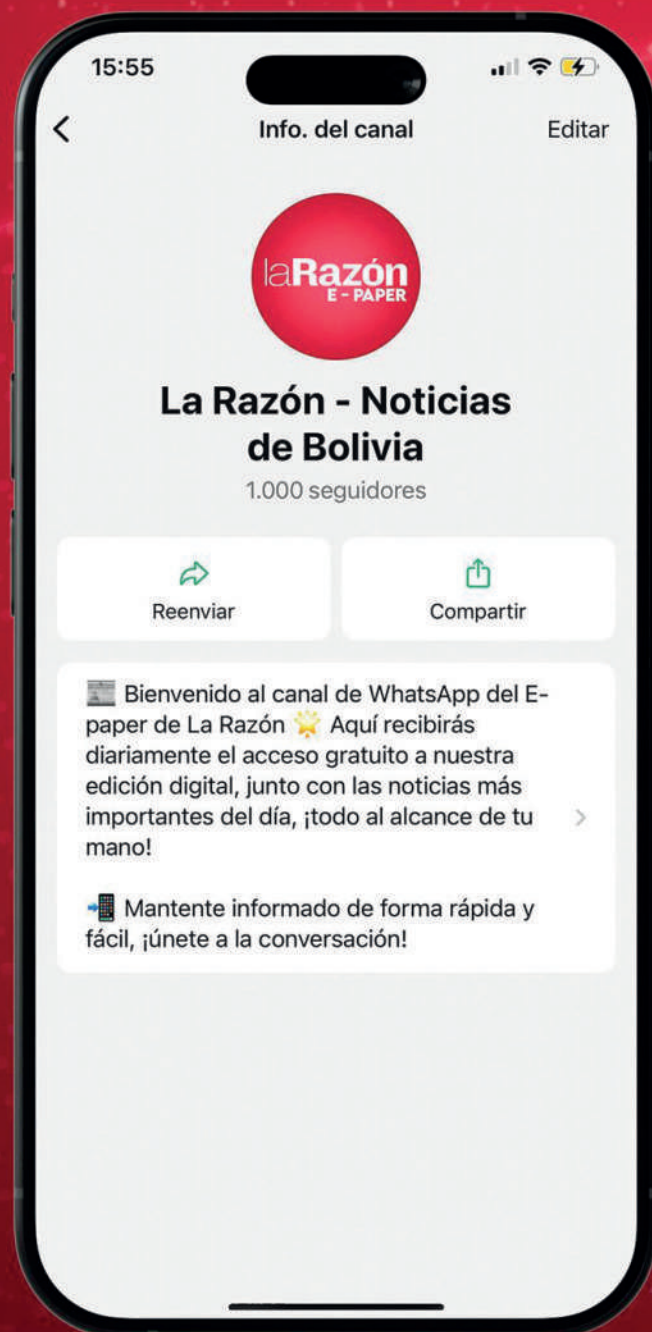 15:55
Info. del canal
Editar
laRazón
E - PAPER
La Razón - Noticias
de Bolivia
1.000 seguidores
Reenviar
Compartir
📰 Bienvenido al canal de WhatsApp del E-
paper de La Razón 🌟 Aquí recibirás
diariamente el acceso gratuito a nuestra
edición digital, junto con las noticias más
importantes del día, ¡todo al alcance de tu
mano!
📲 Mantente informado de forma rápida y
fácil, ¡únete a la conversación!